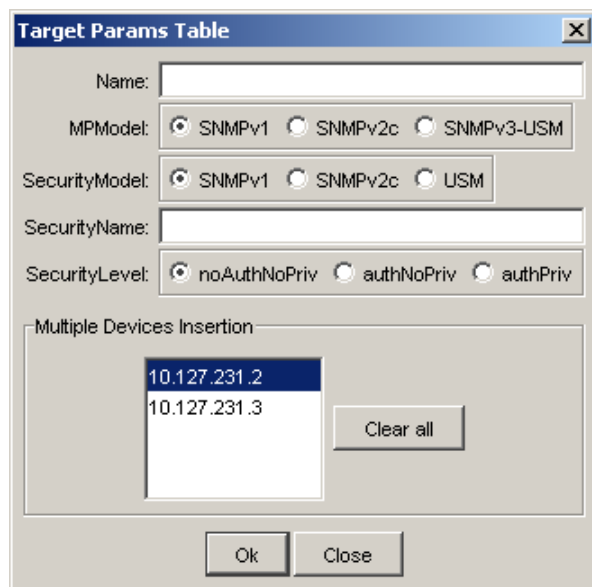 Target Params Table
Name:
MPModel: SNMPv1 SNMPv2c SNMPv3-USM
SecurityModel: SNMPv1 SNMPv2c USM
SecurityName:
SecurityLevel: noAuthNoPriv authNoPriv authPriv
Multiple Devices Insertion
10.127.231.2
10.127.231.3
Clear all
Ok Close